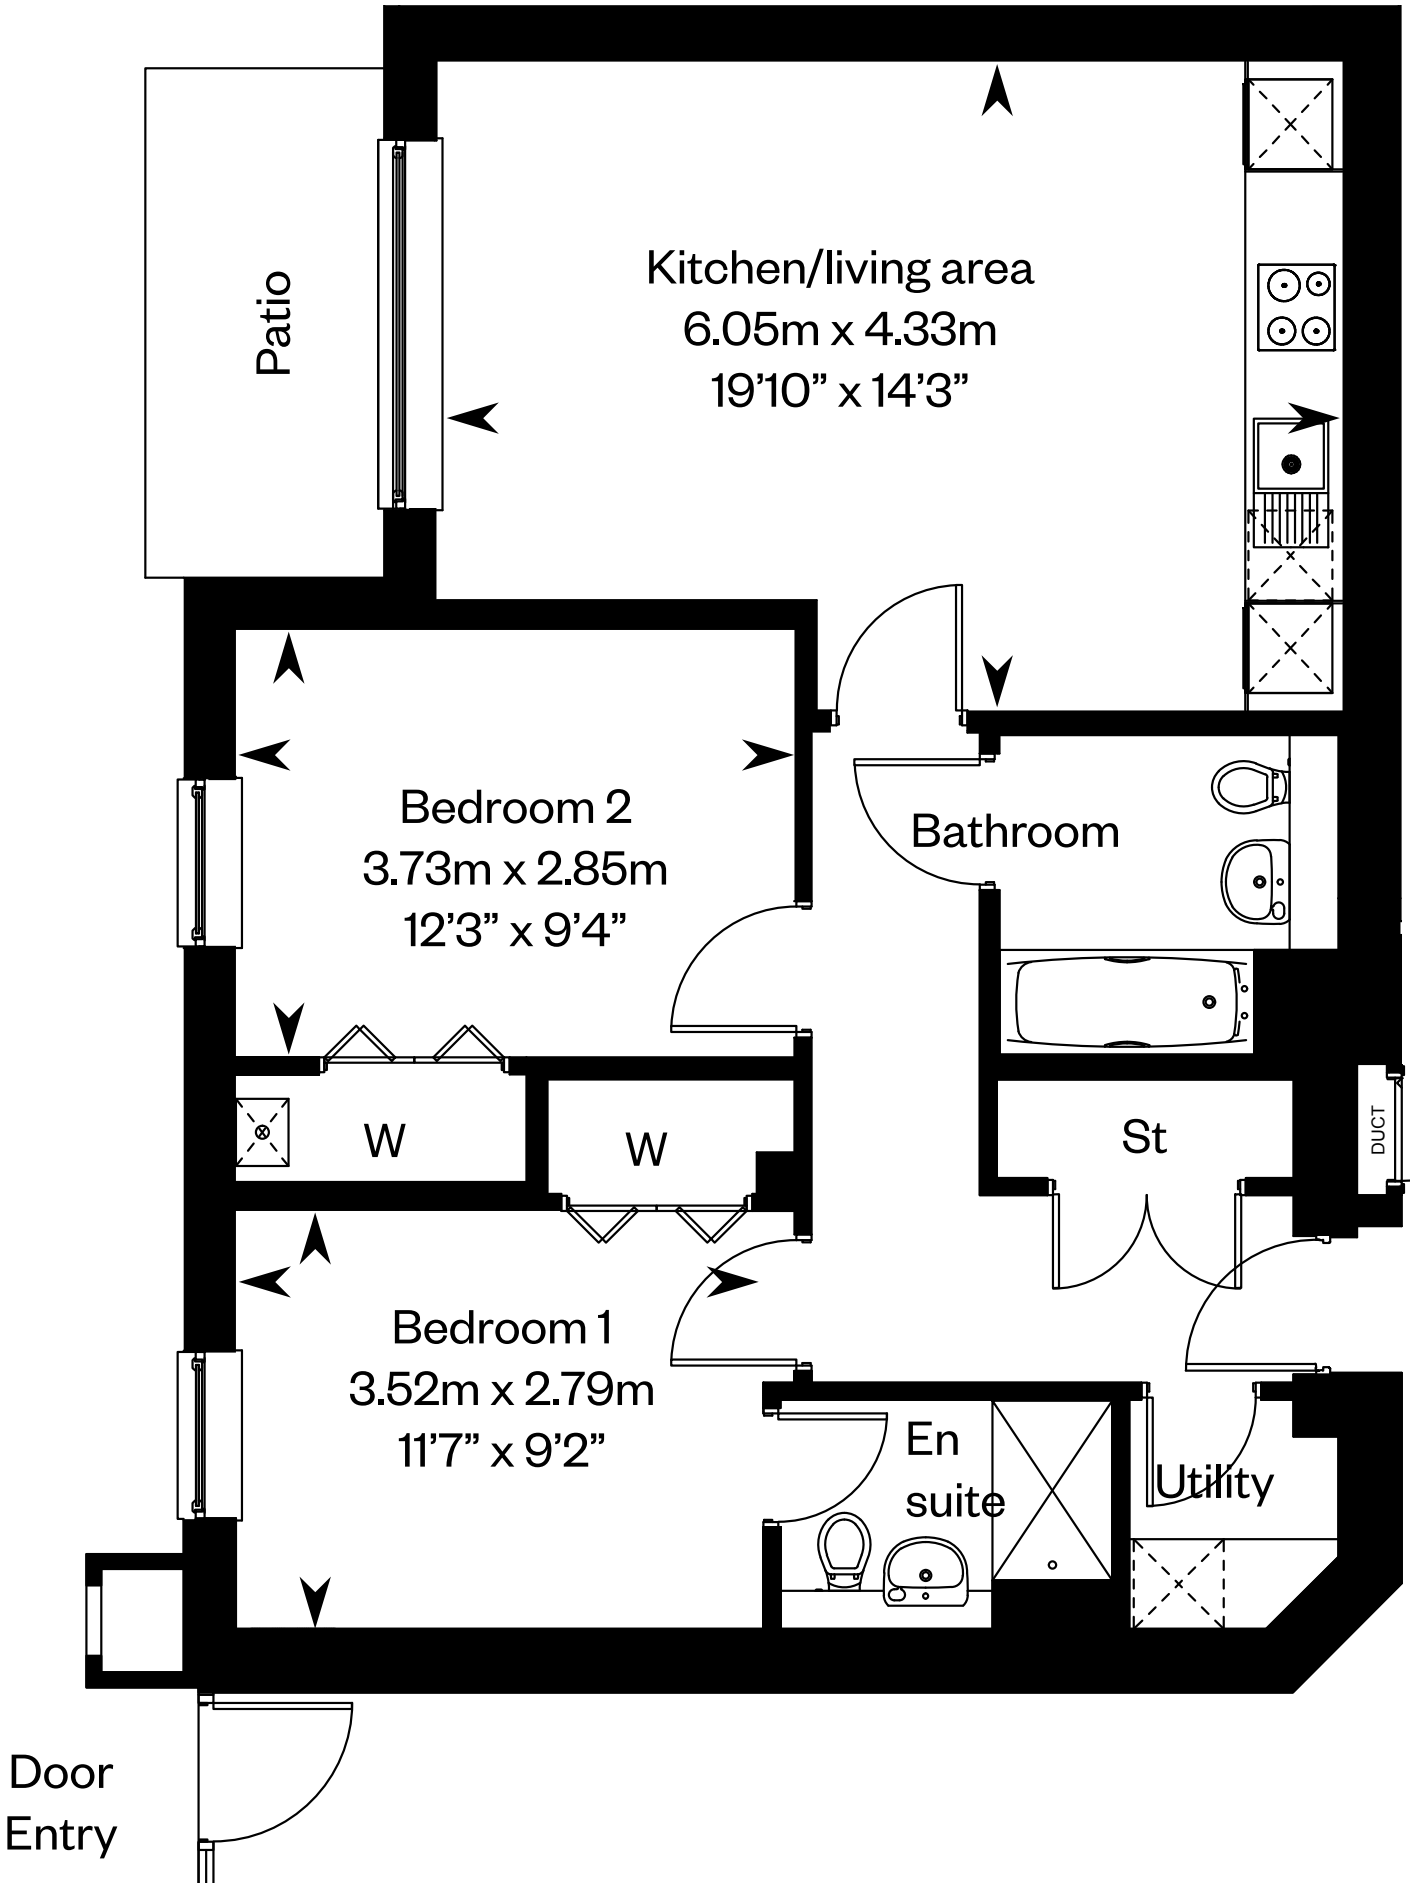 Patio
Kitchen/living area
6.05m x 4.33m
19’10” x 14’3”
Bedroom 2
3.73m x 2.85m
12’3” x 9’4”
Bathroom
W
W
St
DUCT
Bedroom 1
3.52m x 2.79m
11’7” x 9’2”
En
suite
Utility
Door
Entry